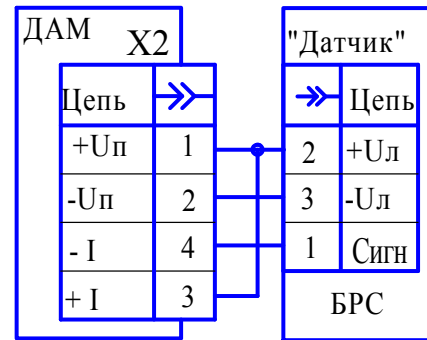 ДАМ
X2
"Датчик"
Цепь
Цепь
+Uп 1 2 +Uл
-Uп 2 3 -Uл
- I 4 1 Сигн
+ I 3
БРС